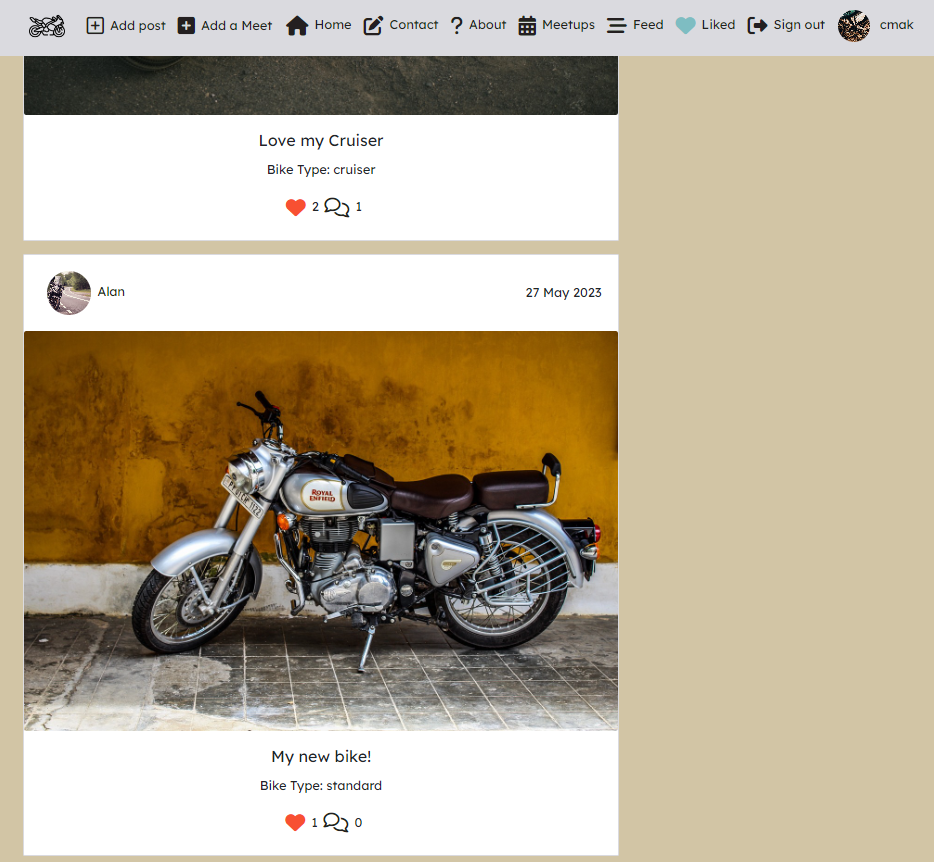 Add post Add a Meet Home Contact About Meetups Feed Liked Sign out cmak
Love my Cruiser
Bike Type: cruiser
2 1
Alan
27 May 2023
ROYAL
ENFIELD
My new bike!
Bike Type: standard
1 0